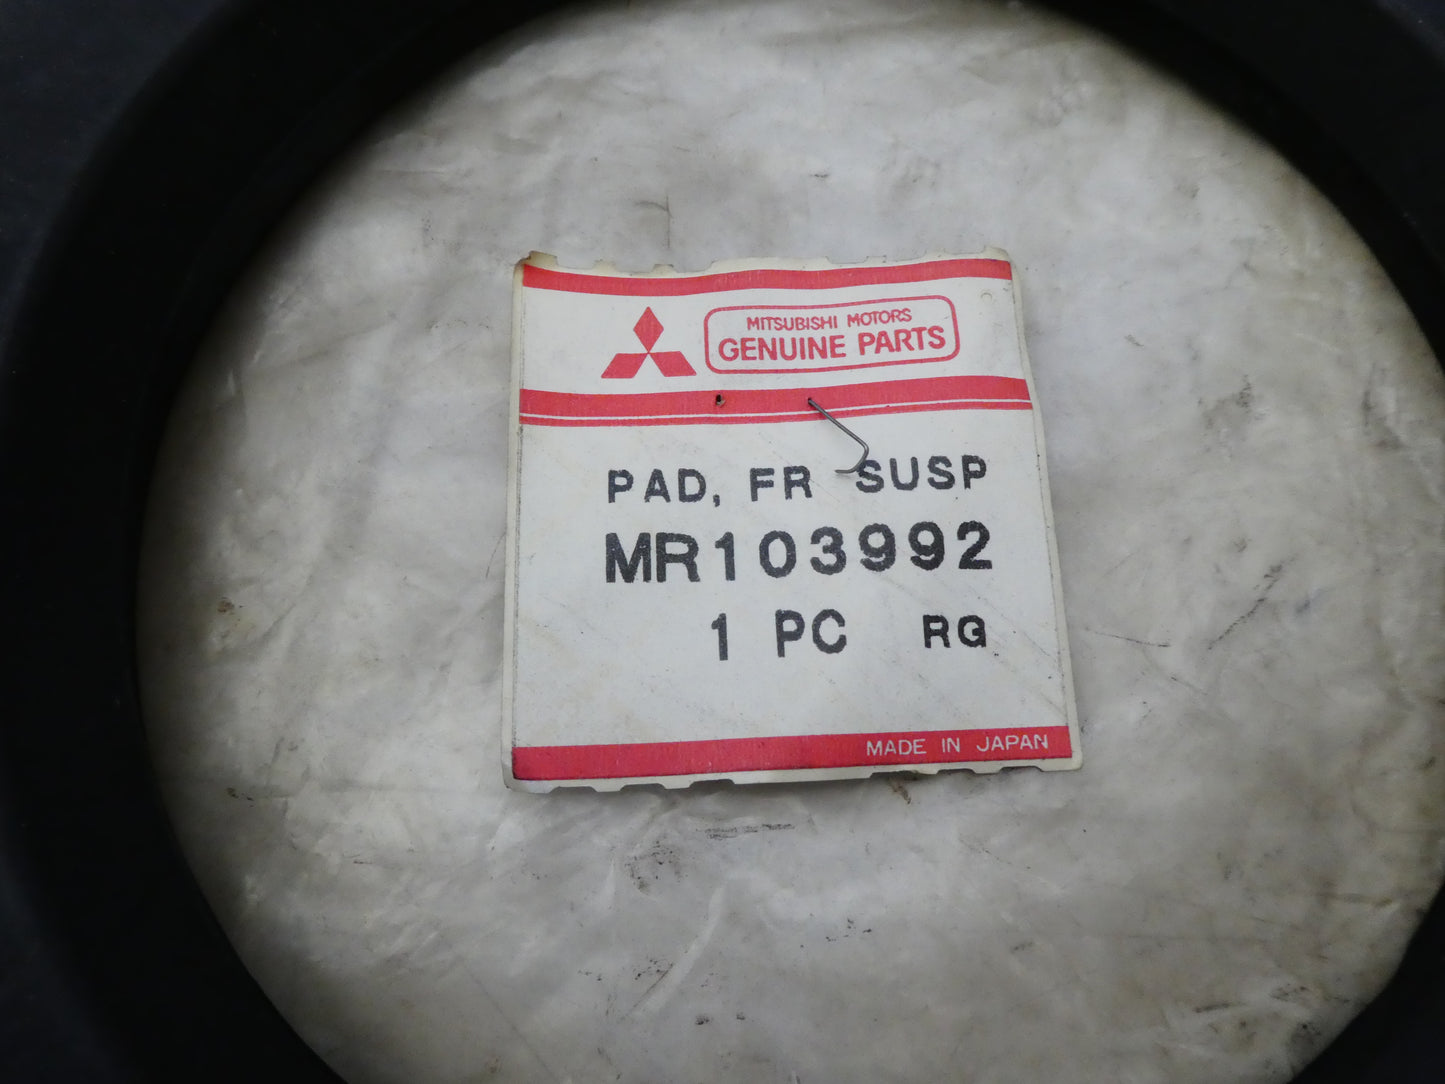 MITSUBISHI MOTORS
GENUINE PARTS
PAD, FR SUSP
MR103992
1 PC RG
MADE IN JAPAN